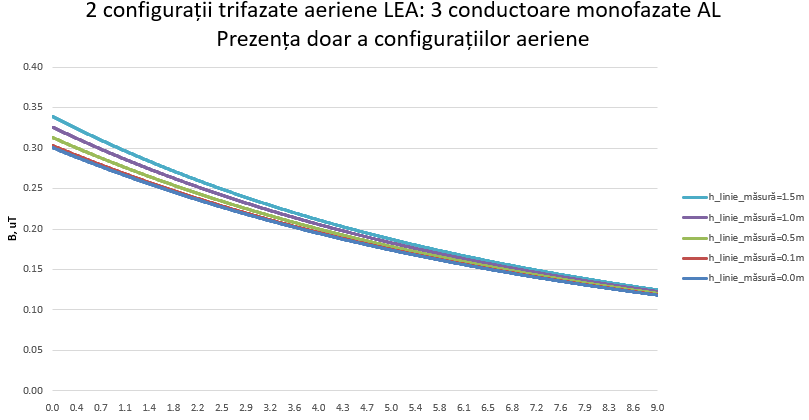 2 configurații trifazate aeriene LEA: 3 conductoare monofazate AL
Prezența doar a configurațiilor aeriene
0.40
0.35
0.30
0.25
0.20
0.15
0.10
0.05
0.00
B, uT
0.0 0.4 0.7 1.1 1.4 1.8 2.2 2.5 2.9 3.2 3.6 4.0 4.3 4.7 5.0 5.4 5.8 6.1 6.5 6.8 7.2 7.6 7.9 8.3 8.6 9.0
h_linie_măsură=1.5m
h_linie_măsură=1.0m
h_linie_măsură=0.5m
h_linie_măsură=0.1m
h_linie_măsură=0.0m